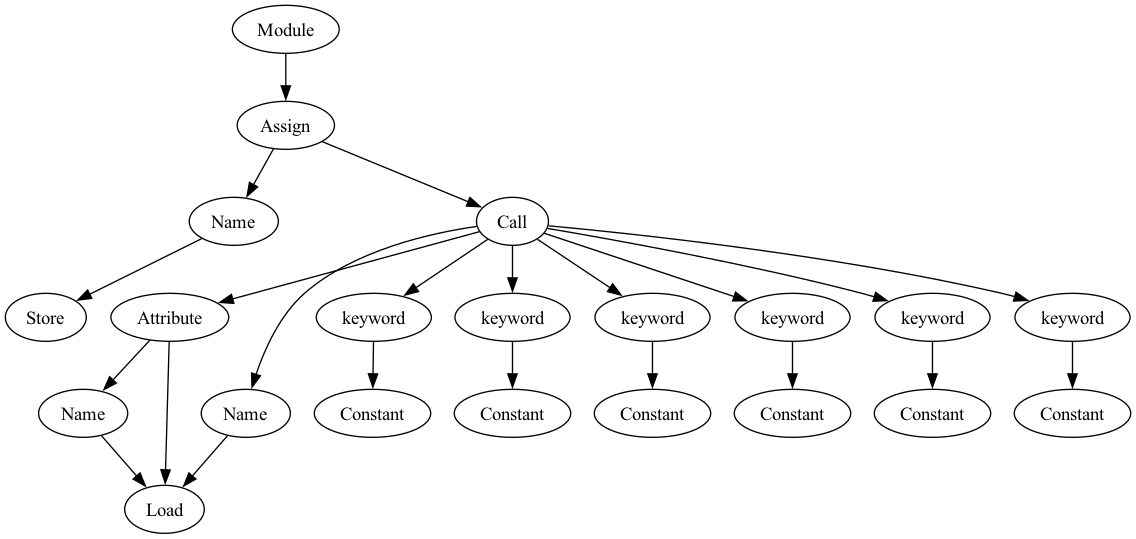 Module
Assign
Name
Call
Store
Attribute
keyword
keyword
keyword
keyword
keyword
keyword
Name
Name
Constant
Constant
Constant
Constant
Constant
Constant
Load